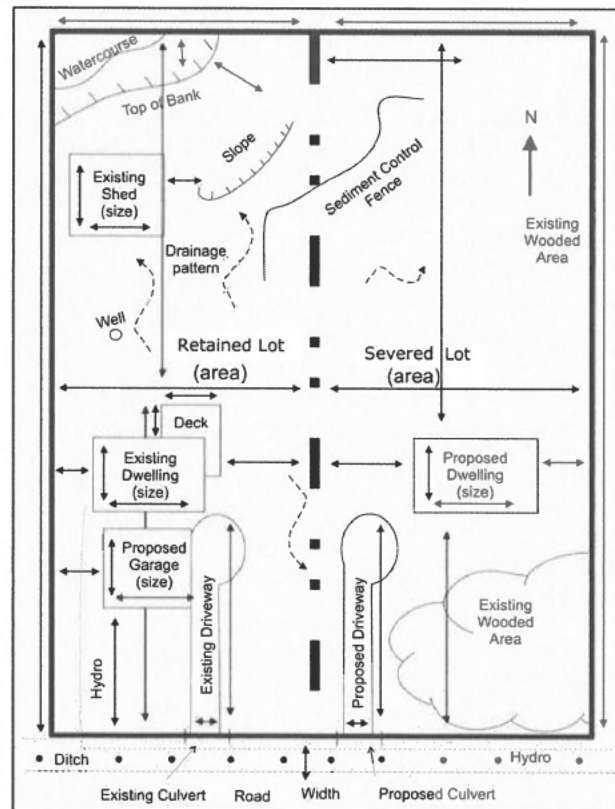 Watercourse
Top of Bank
Slope
N
Existing
Shed
(size)
Sediment Control
Fence
Existing
Wooded
Area
Drainage
pattern
Well
Retained Lot
(area)
Severed Lot
(area)
Deck
Existing
Dwelling
(size)
Proposed
Dwelling
(size)
Proposed
Garage
(size)
Existing Driveway
Proposed Driveway
Existing
Wooded
Area
Hydro
Ditch
Hydro
Existing Culvert
Road
Width
Proposed Culvert